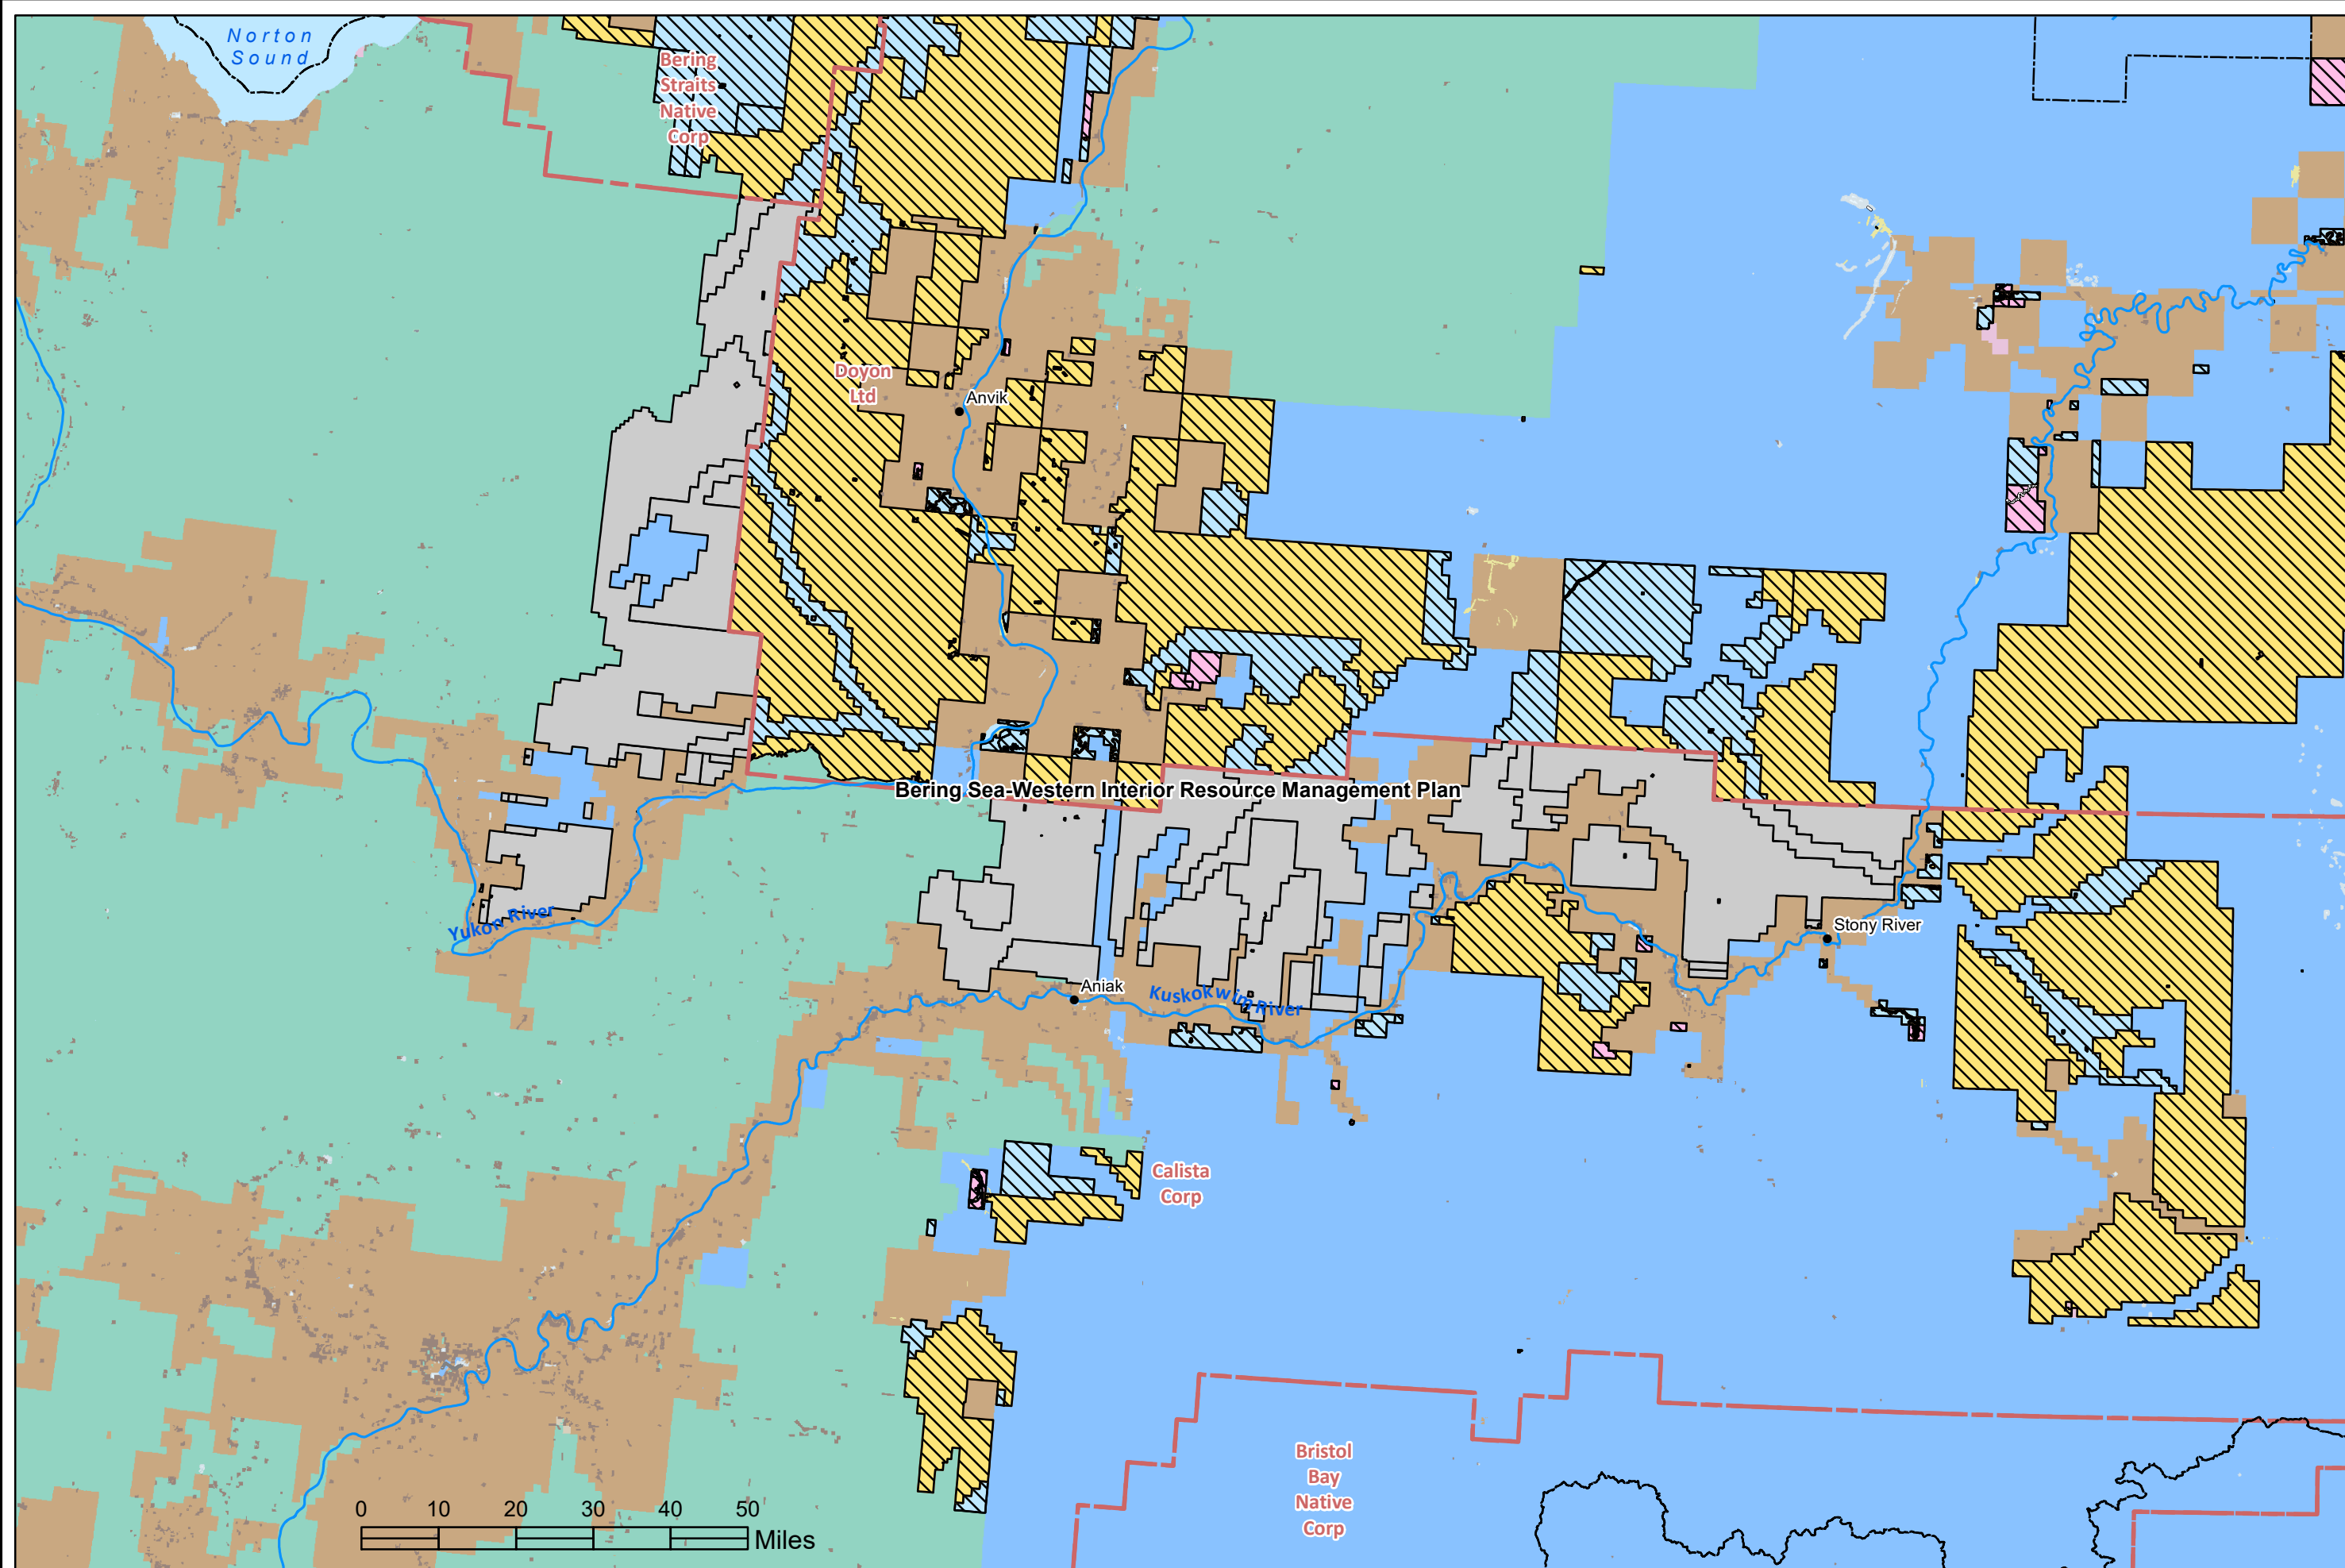 Norton
Sound
Bering
Straits
Native
Corp
Doyon
Ltd
Anvik
Bering Sea-Western Interior Resource Management Plan
Yukon River
Stony River
Aniak
Kuskokwim River
Calista
Corp
Bristol
Bay
Native
Corp
0 10 20 30 40 50
Miles